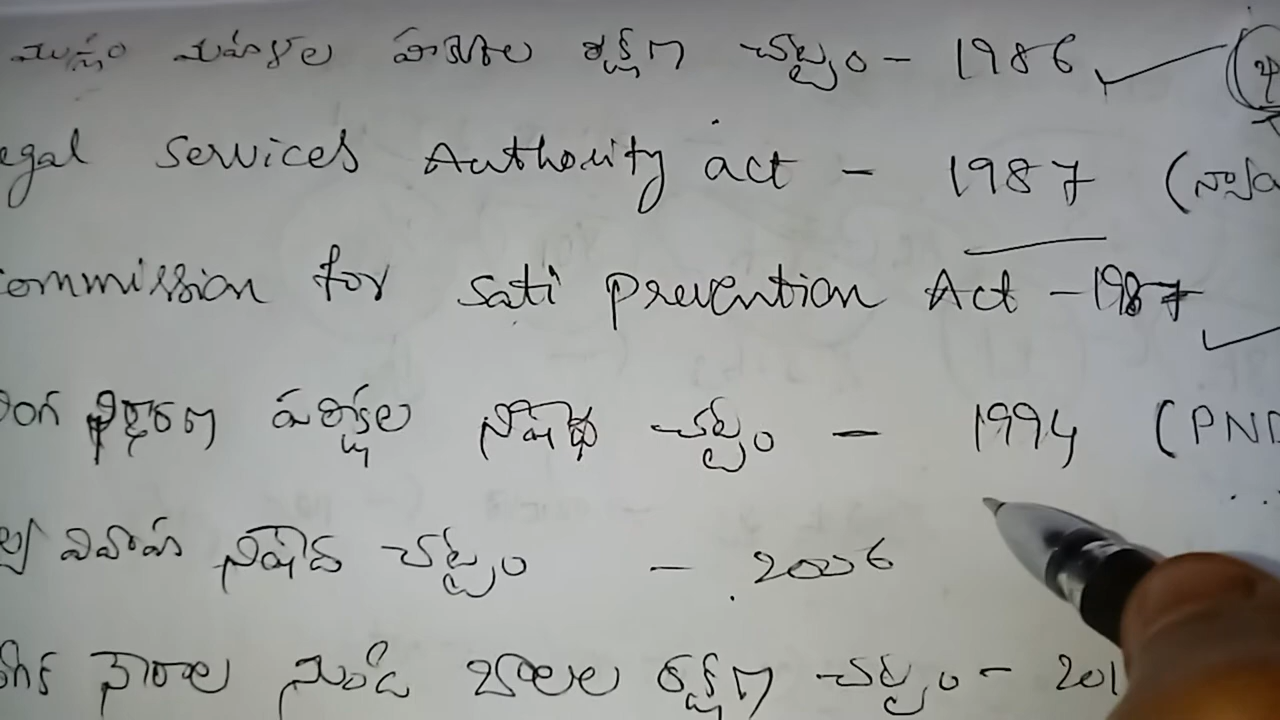 ముస్లిం మహిళల హక్కుల రక్షణ చట్టం - 1986
egal Services Authority act - 1987 (న్యా
ommission for Sati prevention Act - 1987
లింగ నిర్ధారణ పరీక్షల నిషేధ చట్టం - 1994 (PND
ల్య వివాహ నిషేధ చట్టం - 2006
నేరాల నుండి బాలల రక్షణ చట్టం - 201